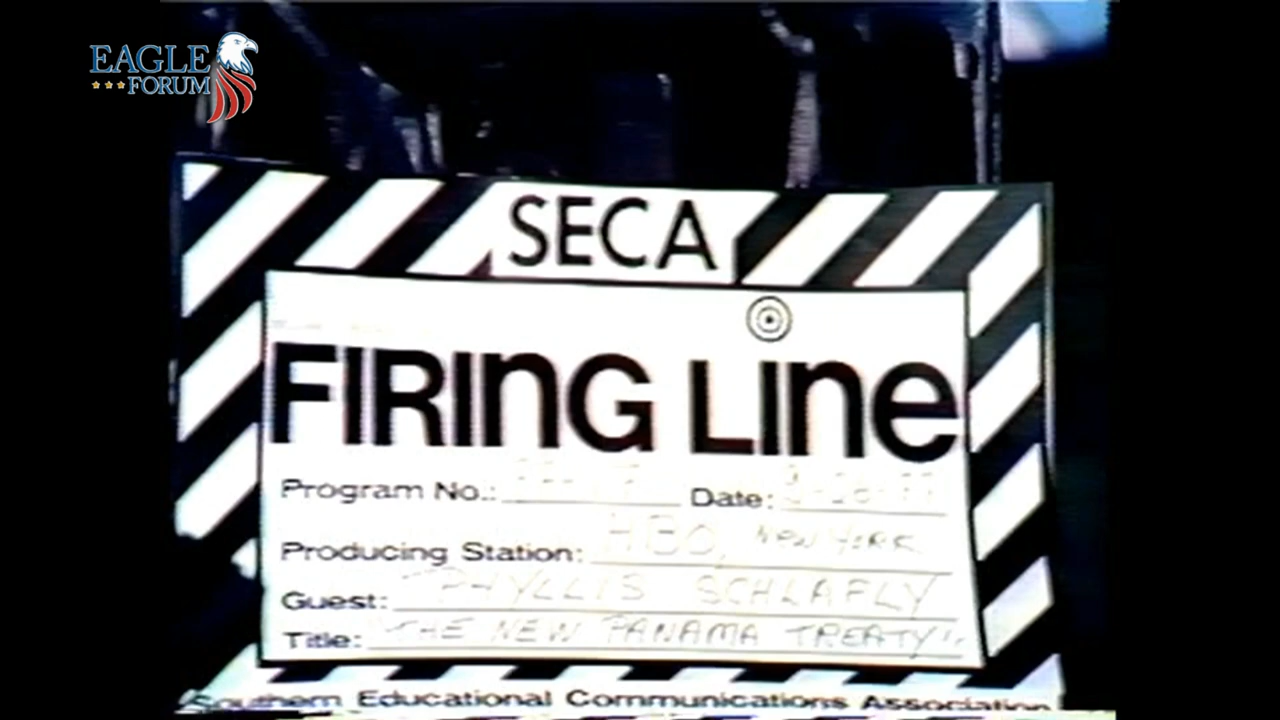 EAGLE
FORUM
SECA
FIRING LINE
Program No.:
Date:
Producing Station: HBO, NEW YORK
Guest: PHYLLIS SCHLAFLY
Title: "THE NEW PANAMA TREATY"
Southern Educational Communications Association